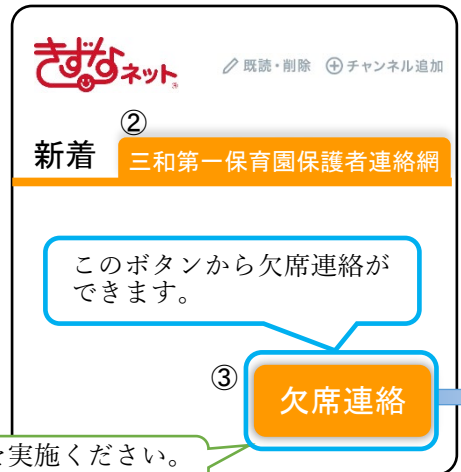 きずなネット
既読・削除 チャンネル追加
②
新着 三和第一保育園保護者連絡網
このボタンから欠席連絡が
できます。
③
欠席連絡
を実施ください。